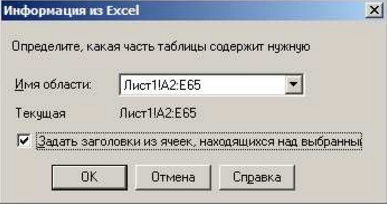 Информация из Excel
Определите, какая часть таблицы содержит нужную
Имя области: Лист1!A2:E65
Текущая Лист1!A2:E65
Задать заголовки из ячеек, находящихся над выбранны
ОК Отмена Справка